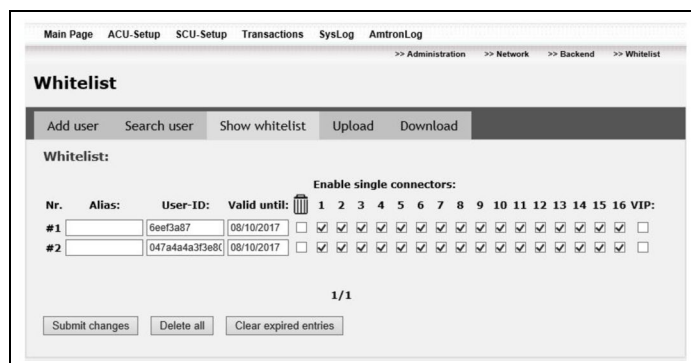 Main Page ACU-Setup SCU-Setup Transactions SysLog AmtronLog
>> Administration >> Network >> Backend >> Whitelist
Whitelist
Add user Search user Show whitelist Upload Download
Whitelist:
Enable single connectors:
Nr. Alias: User-ID: Valid until: 1 2 3 4 5 6 7 8 9 10 11 12 13 14 15 16 VIP:
#1 6eef3a87 08/10/2017
#2 047a4a4a3f3e80 08/10/2017
1/1
Submit changes Delete all Clear expired entries